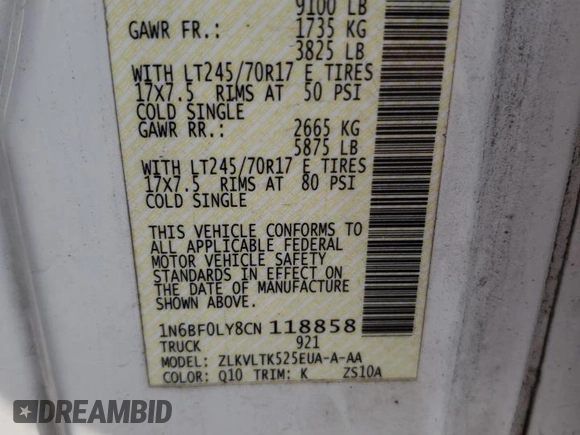 9100 LB
GAWR FR.: 1735 KG
3825 LB
WITH LT245/70R17 E TIRES
17X7.5 RIMS AT 50 PSI
COLD SINGLE
GAWR RR.: 2665 KG
5875 LB
WITH LT245/70R17 E TIRES
17X7.5 RIMS AT 80 PSI
COLD SINGLE
THIS VEHICLE CONFORMS TO
ALL APPLICABLE FEDERAL
MOTOR VEHICLE SAFETY
STANDARDS IN EFFECT ON
THE DATE OF MANUFACTURE
SHOWN ABOVE.
1N6BF0LY8CN 118858
TRUCK 921
MODEL: ZLKVLTK525EUA-A-AA
COLOR: Q10 TRIM: K ZS10A
DREAMBID